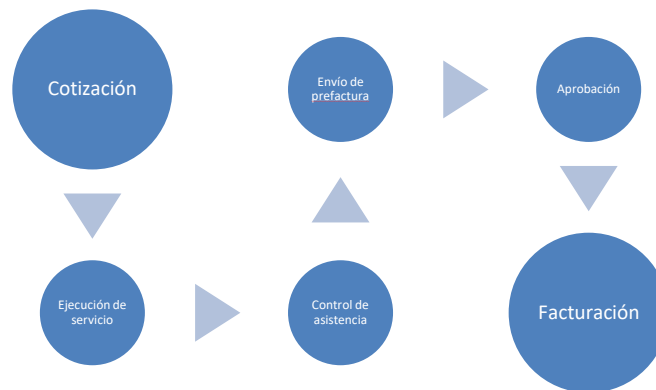 Cotización
Ejecución de
servicio
Control de
asistencia
Envío de
prefactura
Aprobación
Facturación